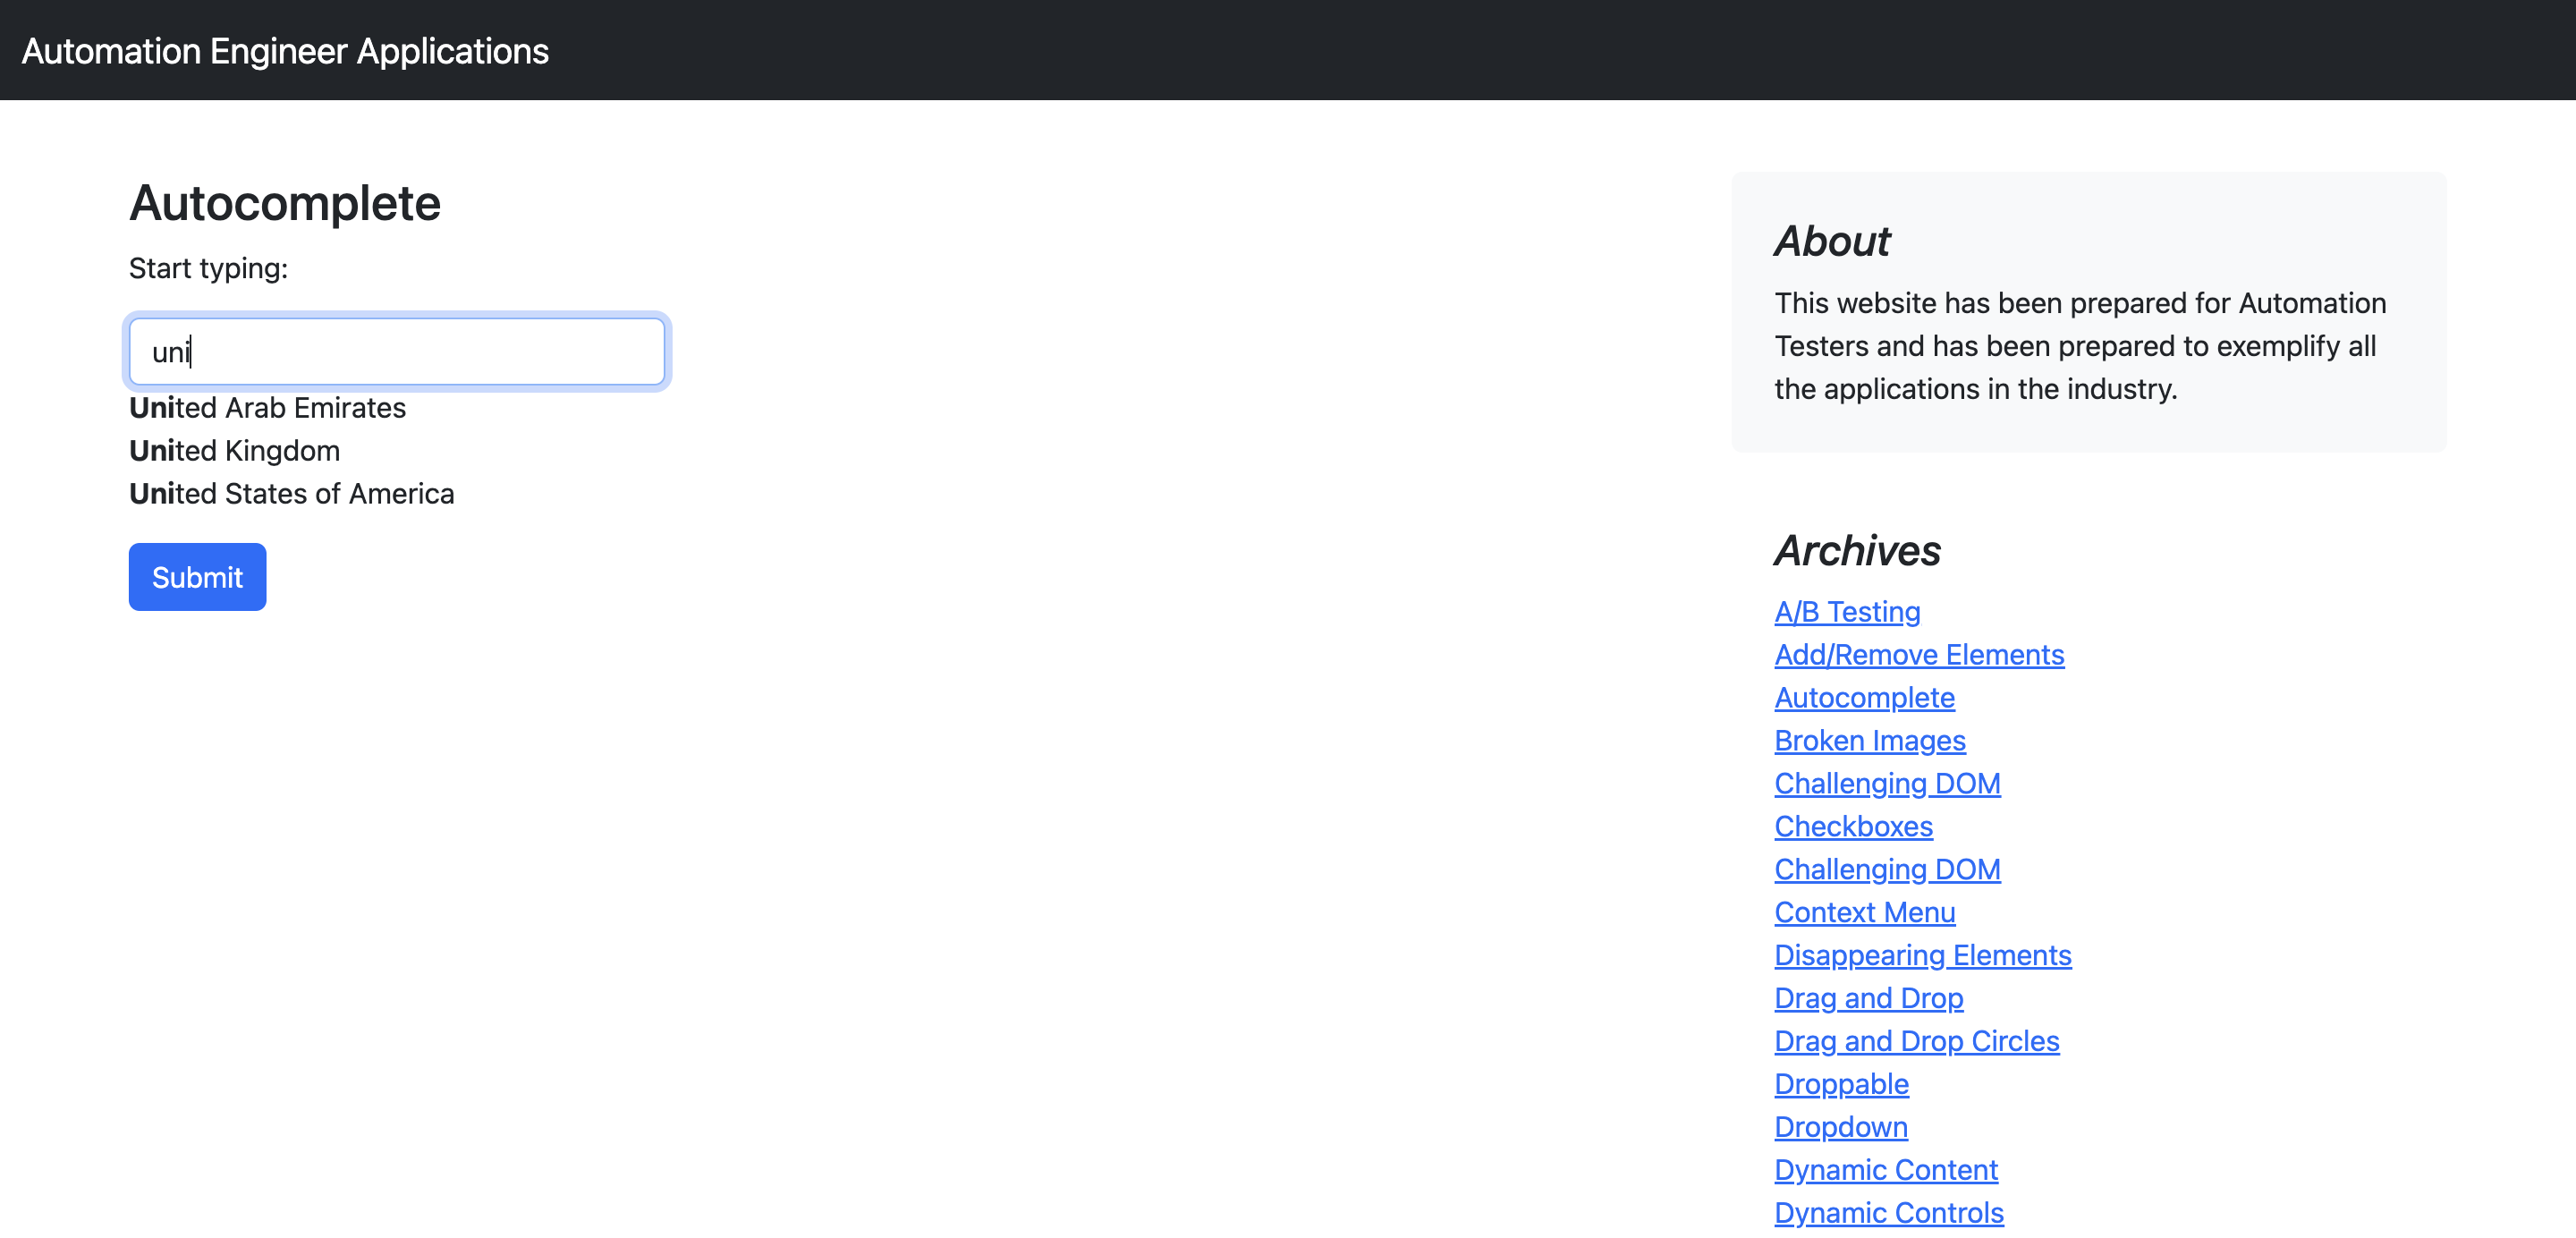 Automation Engineer Applications
Autocomplete
Start typing:
uni
United Arab Emirates
United Kingdom
United States of America
Submit
About
This website has been prepared for Automation
Testers and has been prepared to exemplify all
the applications in the industry.
Archives
A/B Testing
Add/Remove Elements
Autocomplete
Broken Images
Challenging DOM
Checkboxes
Challenging DOM
Context Menu
Disappearing Elements
Drag and Drop
Drag and Drop Circles
Droppable
Dropdown
Dynamic Content
Dynamic Controls